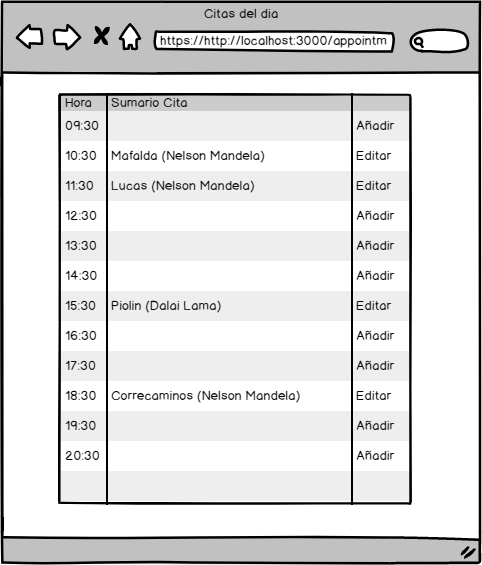 Citas del dia
https://http://localhost:3000/appointm
Hora Sumario Cita
09:30 Añadir
10:30 Mafalda (Nelson Mandela) Editar
11:30 Lucas (Nelson Mandela) Editar
12:30 Añadir
13:30 Añadir
14:30 Añadir
15:30 Piolin (Dalai Lama) Editar
16:30 Añadir
17:30 Añadir
18:30 Correcaminos (Nelson Mandela) Editar
19:30 Añadir
20:30 Añadir